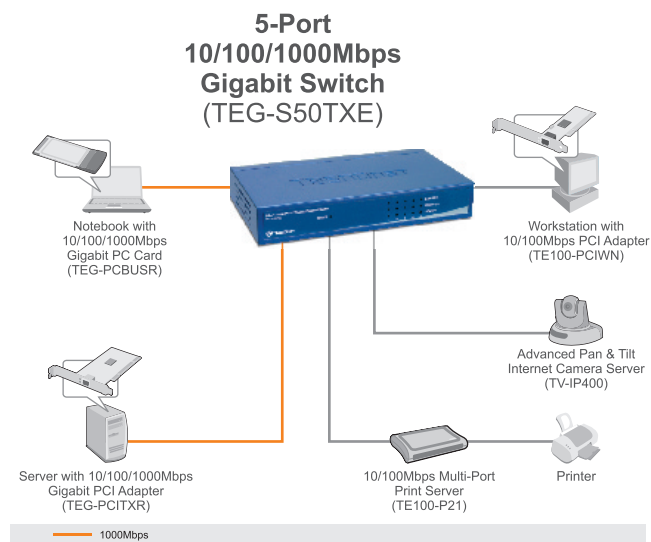 5-Port
10/100/1000Mbps
Gigabit Switch
(TEG-S50TXE)
Notebook with
10/100/1000Mbps
Gigabit PC Card
(TEG-PCBUSR)
Workstation with
10/100Mbps PCI Adapter
(TE100-PCIWN)
Advanced Pan & Tilt
Internet Camera Server
(TV-IP400)
Server with 10/100/1000Mbps
Gigabit PCI Adapter
(TEG-PCITXR)
10/100Mbps Multi-Port
Print Server
(TE100-P21)
Printer
1000Mbps